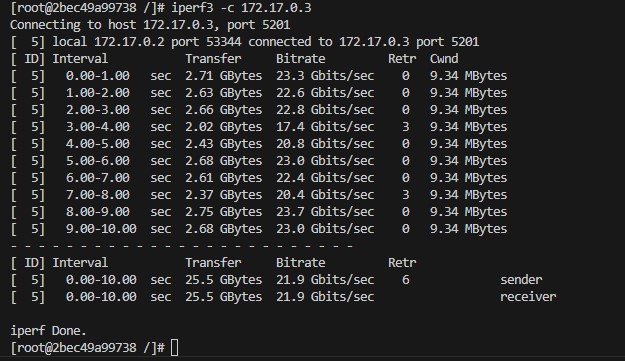 [root@2bec49a99738 /]# iperf3 -c 172.17.0.3
Connecting to host 172.17.0.3, port 5201
[  5] local 172.17.0.2 port 53344 connected to 172.17.0.3 port 5201
[ ID] Interval           Transfer     Bitrate         Retr  Cwnd
[  5]   0.00-1.00   sec  2.71 GBytes  23.3 Gbits/sec    0   9.34 MBytes
[  5]   1.00-2.00   sec  2.63 GBytes  22.6 Gbits/sec    0   9.34 MBytes
[  5]   2.00-3.00   sec  2.66 GBytes  22.8 Gbits/sec    0   9.34 MBytes
[  5]   3.00-4.00   sec  2.02 GBytes  17.4 Gbits/sec    3   9.34 MBytes
[  5]   4.00-5.00   sec  2.43 GBytes  20.8 Gbits/sec    0   9.34 MBytes
[  5]   5.00-6.00   sec  2.68 GBytes  23.0 Gbits/sec    0   9.34 MBytes
[  5]   6.00-7.00   sec  2.61 GBytes  22.4 Gbits/sec    0   9.34 MBytes
[  5]   7.00-8.00   sec  2.37 GBytes  20.4 Gbits/sec    3   9.34 MBytes
[  5]   8.00-9.00   sec  2.75 GBytes  23.7 Gbits/sec    0   9.34 MBytes
[  5]   9.00-10.00  sec  2.68 GBytes  23.0 Gbits/sec    0   9.34 MBytes
- - - - - - - - - - - - - - - - - - - - - - - - -
[ ID] Interval           Transfer     Bitrate         Retr
[  5]   0.00-10.00  sec  25.5 GBytes  21.9 Gbits/sec    6             sender
[  5]   0.00-10.00  sec  25.5 GBytes  21.9 Gbits/sec                  receiver

iperf Done.
[root@2bec49a99738 /]#